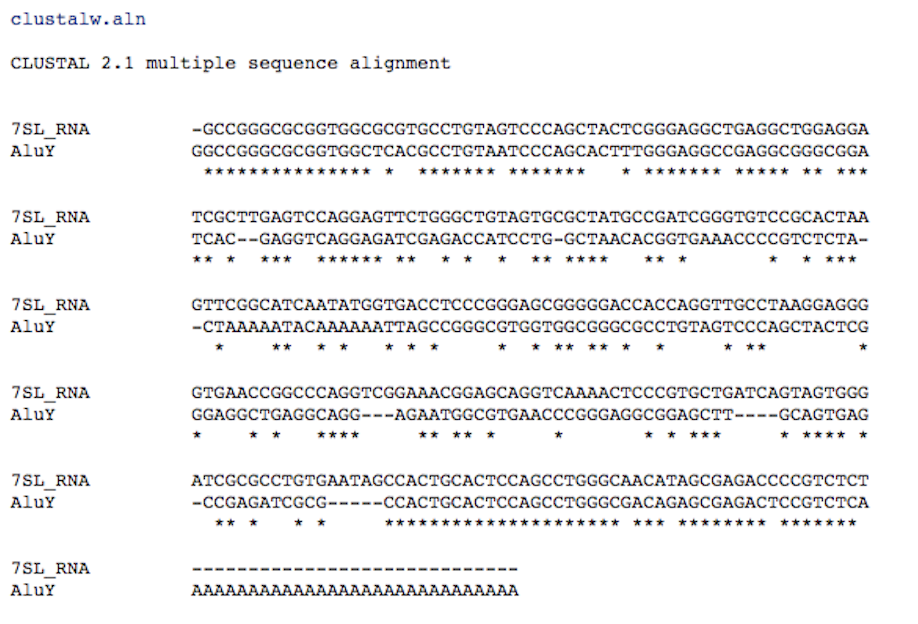 clustalw.aln
CLUSTAL 2.1 multiple sequence alignment
7SL_RNA         -GCCGGGCGCGGTGGCGCGTGCCTGTAGTCCCAGCTACTCGGGAGGCTGAGGCTGGAGGA
AluY            GGCCGGGCGCGGTGGCTCACGCCTGTAATCCCAGCACTTTGGGAGGCCGAGGCGGGCGGA
                 *************** *  ******* *******   * ******* ***** ** ***
7SL_RNA         TCGCTTGAGTCCAGGAGTTCTGGGCTGTAGTGCGCTATGCCGATCGGGTGTCCGCACTAA
AluY            TCAC--GAGGTCAGGAGATCGAGACCATCCTG-GCTAACACGGTGAAACCCCGTCTCTA-
                ** *  ***  ****** **  * *  *  ** ****   ** *       *  * ***
7SL_RNA         GTTCGGCATCAATATGGTGACCTCCCGGGAGCGGGGGACCACCAGGTTGCCTAAGGAGGG
AluY            -CTAAAAATACAAAAAATTAGCCGGGCGTGGTGGCGGGCGCCTGTAGTCCCAGCTACTCG
                  *    **  * *   * * *     *  * ** ** *  *     * **        *
7SL_RNA         GTGAACCGGCCCAGGTCGGAAACGGAGCAGGTCAAAACTCCCGTGCTGATCAGTAGTGGG
AluY            GGAGGCTGAGGCAGG---AGAATGGCGTGAACCCGGGAGGCGGAGCTT----GCAGTGAG
                *    * *   ****     ** ** *     *       * * ***     * **** *
7SL_RNA         ATCGCGCCTGTGAATAGCCACTGCACTCCAGCCTGGGCAACATAGCGAGACCCCGTCTCT
AluY            -CCGAGATCGCG-----CCACTGCACTCCAGCCTGGGCGACAGAGCGAGACTCCGTCTCA
                  ** *   * *     ********************* *** ******** *******
7SL_RNA         -----------------------------
AluY            AAAAAAAAAAAAAAAAAAAAAAAAAAAAA